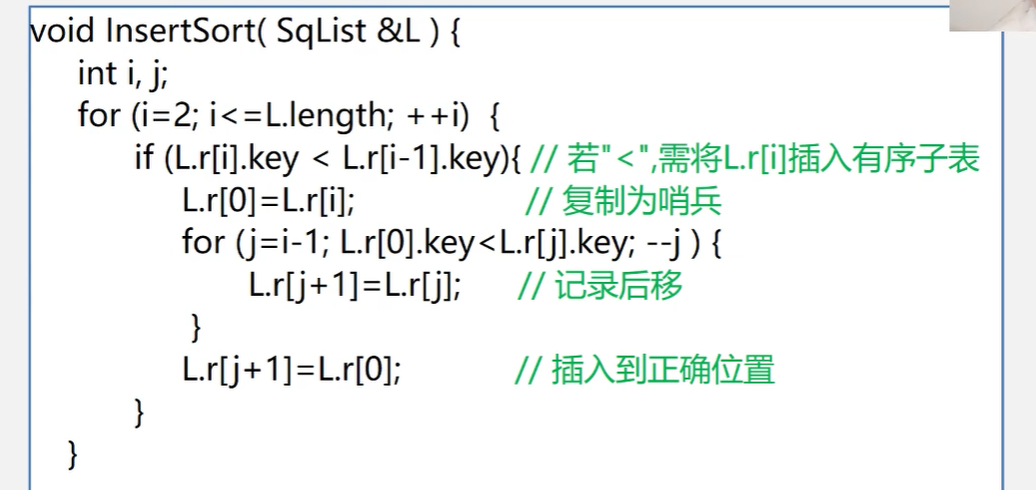 void InsertSort( SqList &L ) {
int i, j;
for (i=2; i<=L.length; ++i) {
if (L.r[i].key < L.r[i-1].key){ // 若"<",需将L.r[i]插入有序子表
L.r[0]=L.r[i]; // 复制为哨兵
for (j=i-1; L.r[0].key<L.r[j].key; --j ) {
L.r[j+1]=L.r[j]; // 记录后移
}
L.r[j+1]=L.r[0]; // 插入到正确位置
}
}